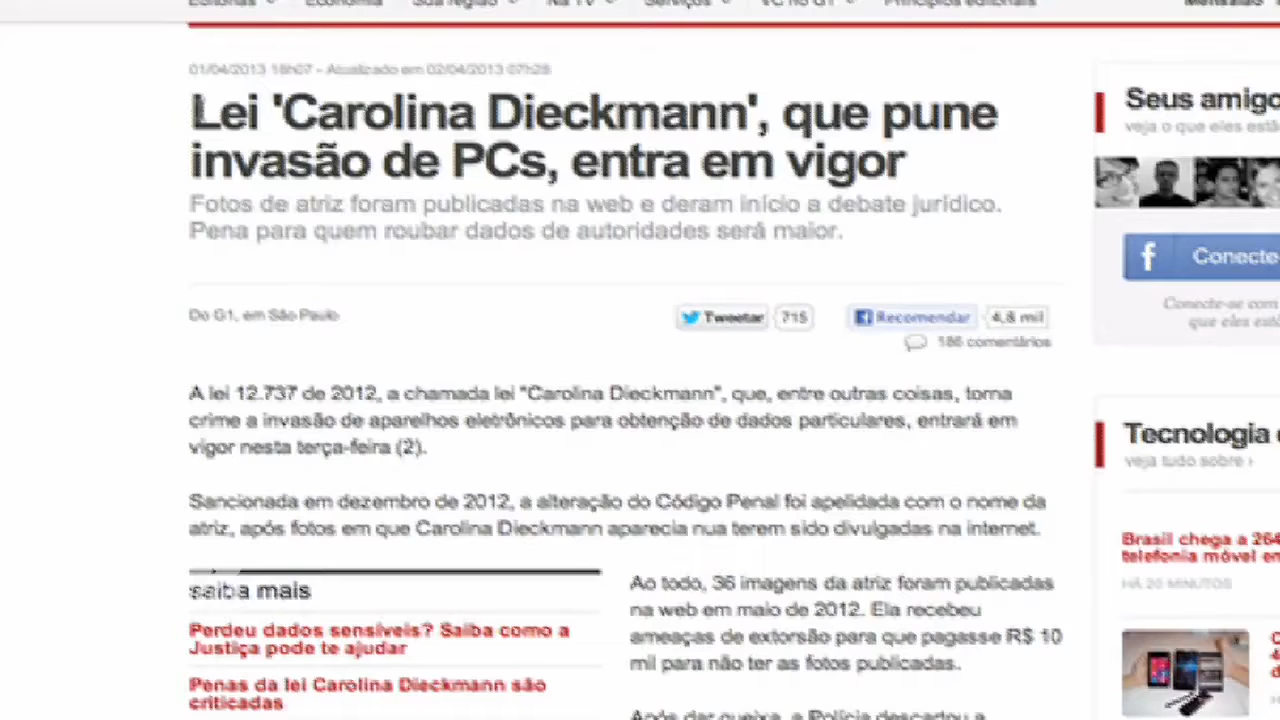 Editorias Economia Sua região Na TV Serviços VC no G1 Princípios editoriais
01/04/2013 18h07 - Atualizado em 02/04/2013 07h28
Lei 'Carolina Dieckmann', que pune
invasão de PCs, entra em vigor
Fotos de atriz foram publicadas na web e deram início a debate jurídico.
Pena para quem roubar dados de autoridades será maior.
Do G1, em São Paulo
Tweetar 715 Recomendar 4,8 mil
186 comentários
A lei 12.737 de 2012, a chamada lei "Carolina Dieckmann", que, entre outras coisas, torna
crime a invasão de aparelhos eletrônicos para obtenção de dados particulares, entrará em
vigor nesta terça-feira (2).
Sancionada em dezembro de 2012, a alteração do Código Penal foi apelidada com o nome da
atriz, após fotos em que Carolina Dieckmann aparecia nua terem sido divulgadas na internet.
saiba mais
Perdeu dados sensíveis? Saiba como a
Justiça pode te ajudar
Penas da lei Carolina Dieckmann são
criticadas
Ao todo, 36 imagens da atriz foram publicadas
na web em maio de 2012. Ela recebeu
ameaças de extorsão para que pagasse R$ 10
mil para não ter as fotos publicadas.
Após dar queixa, a Polícia descartou a
Seus amigo
veja o que eles estã
f Conecte
Conecte-se com
que eles est
Tecnologia
veja tudo sobre ›
Brasil chega a 264
telefonia móvel e
HÁ 20 MINUTOS